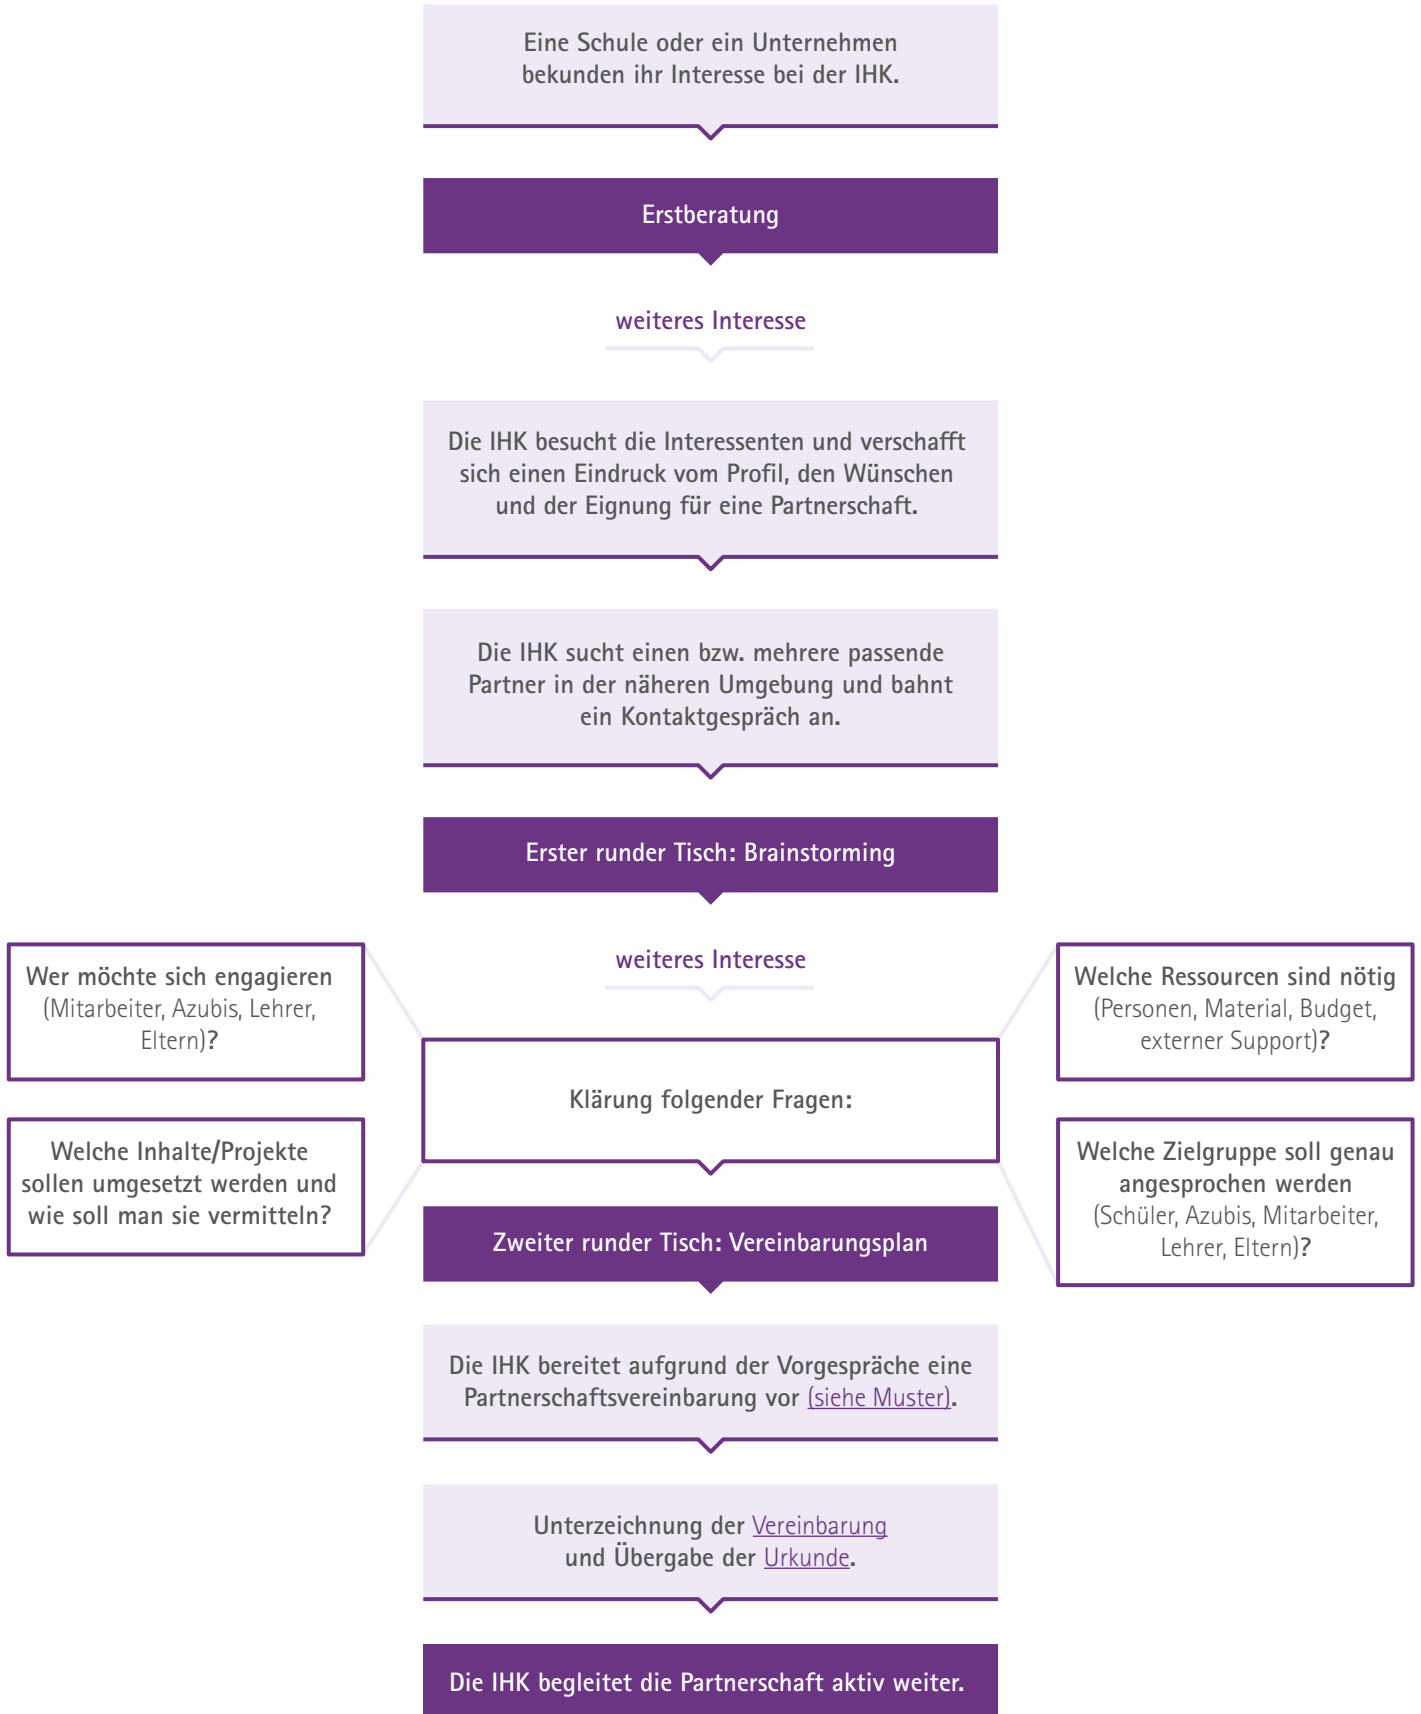 Eine Schule oder ein Unternehmen
bekunden ihr Interesse bei der IHK.
Erstberatung
weiteres Interesse
Die IHK besucht die Interessenten und verschafft
sich einen Eindruck vom Profil, den Wünschen
und der Eignung für eine Partnerschaft.
Die IHK sucht einen bzw. mehrere passende
Partner in der näheren Umgebung und bahnt
ein Kontaktgespräch an.
Erster runder Tisch: Brainstorming
weiteres Interesse
Wer möchte sich engagieren
(Mitarbeiter, Azubis, Lehrer,
Eltern)?
Welche Ressourcen sind nötig
(Personen, Material, Budget,
externer Support)?
Klärung folgender Fragen:
Welche Inhalte/Projekte
sollen umgesetzt werden und
wie soll man sie vermitteln?
Welche Zielgruppe soll genau
angesprochen werden
(Schüler, Azubis, Mitarbeiter,
Lehrer, Eltern)?
Zweiter runder Tisch: Vereinbarungsplan
Die IHK bereitet aufgrund der Vorgespräche eine
Partnerschaftsvereinbarung vor (siehe Muster).
Unterzeichnung der Vereinbarung
und Übergabe der Urkunde.
Die IHK begleitet die Partnerschaft aktiv weiter.